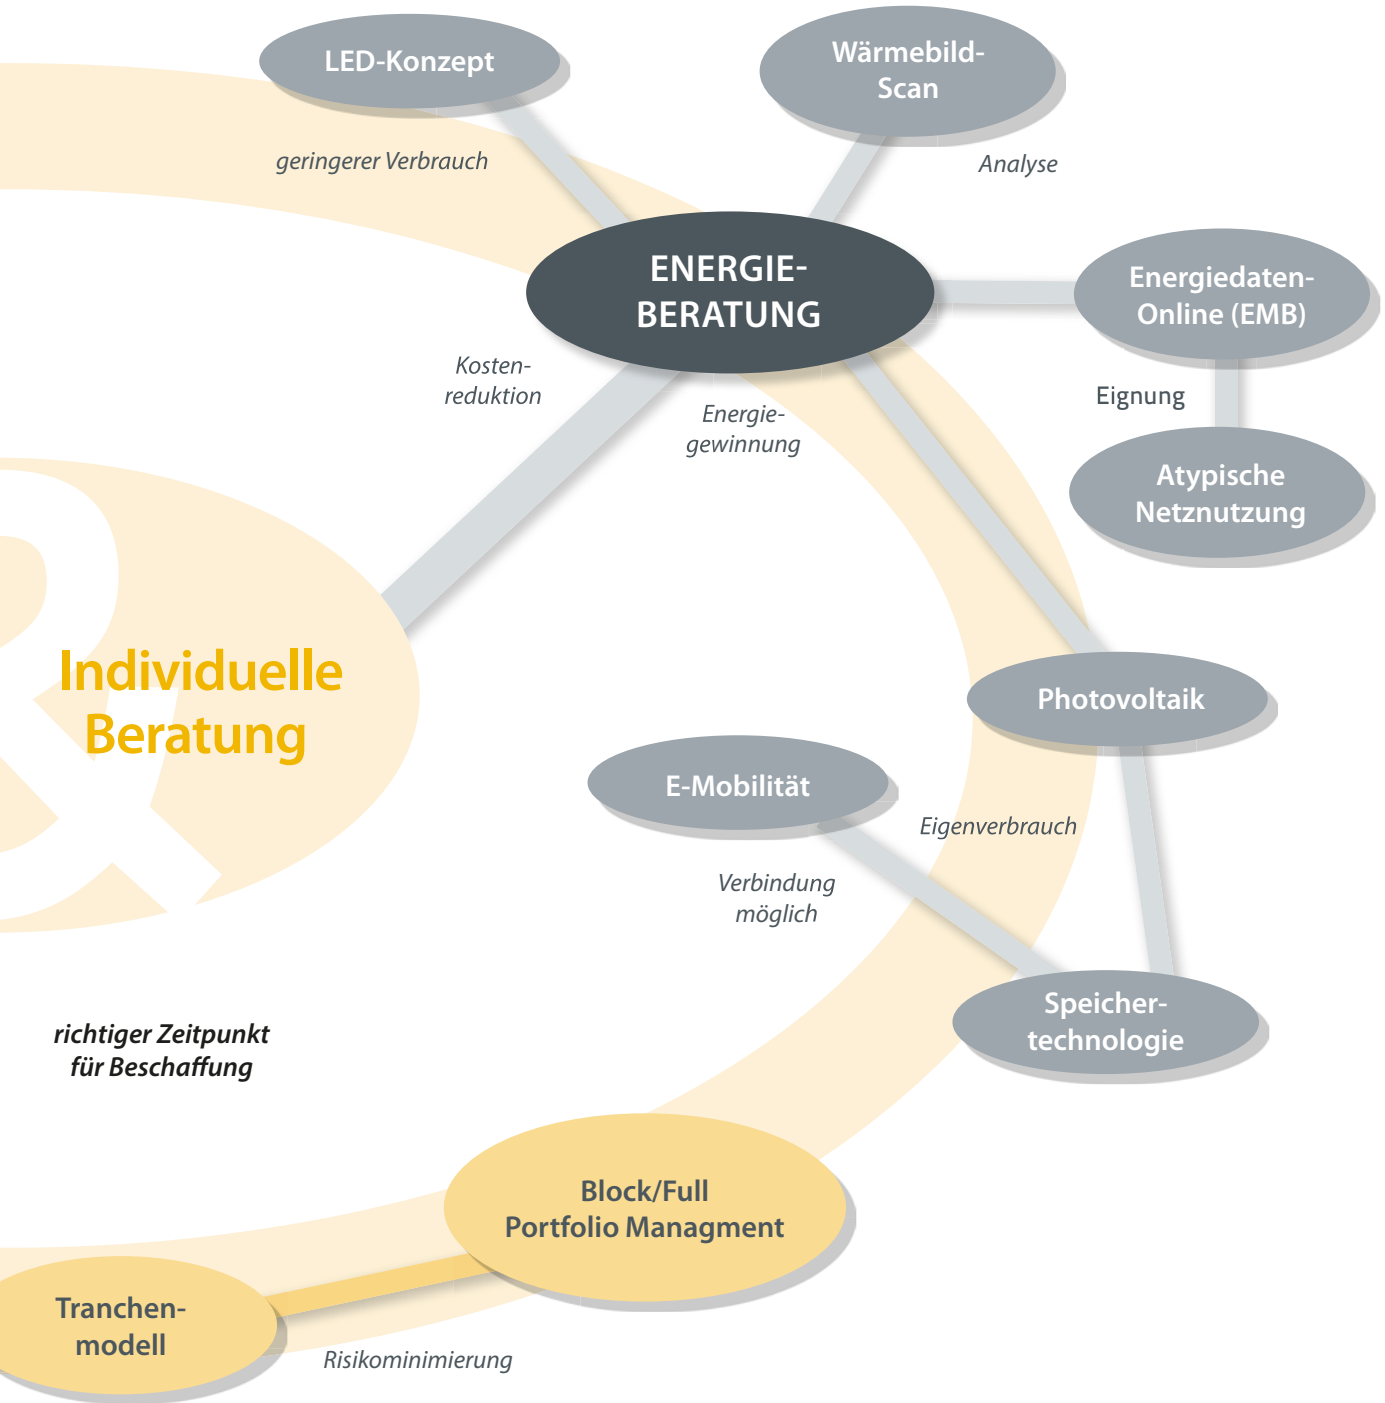 LED-Konzept
Wärmebild-
Scan
geringerer Verbrauch
Analyse
ENERGIE-
BERATUNG
Energiedaten-
Online (EMB)
Kosten-
reduktion
Energie-
gewinnung
Eignung
Atypische
Netznutzung
&
Individuelle
Beratung
Photovoltaik
E-Mobilität
Eigenverbrauch
Verbindung
möglich
Speicher-
technologie
richtiger Zeitpunkt
für Beschaffung
Block/Full
Portfolio Managment
Tranchen-
modell
Risikominimierung